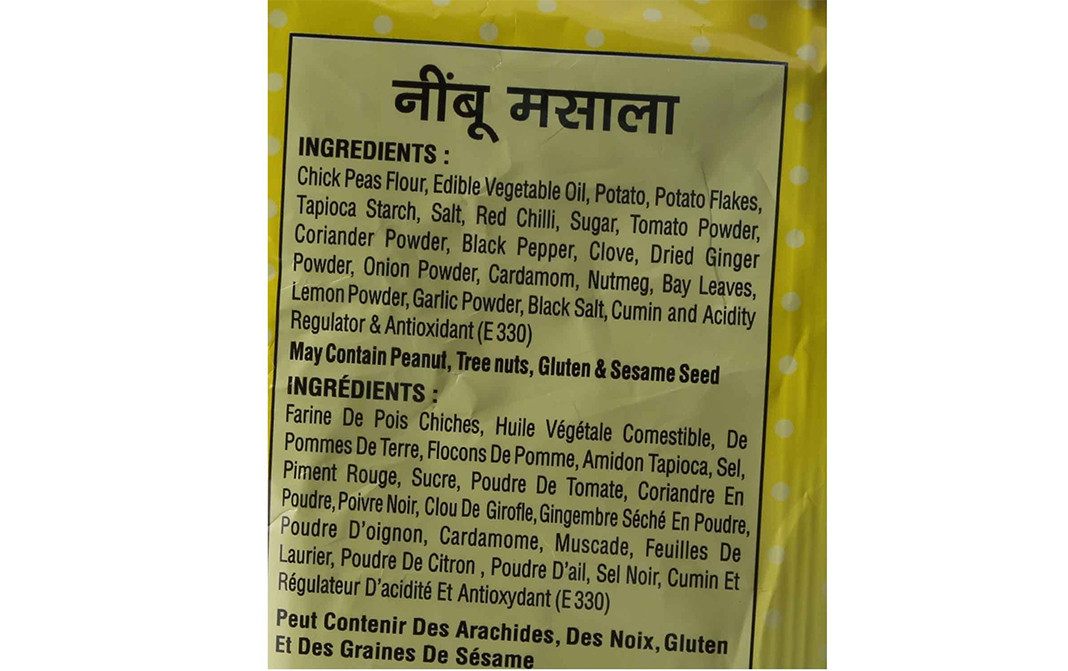 नींबू मसाला
INGREDIENTS :
Chick Peas Flour, Edible Vegetable Oil, Potato, Potato Flakes,
Tapioca Starch, Salt, Red Chilli, Sugar, Tomato Powder,
Coriander Powder, Black Pepper, Clove, Dried Ginger
Powder, Onion Powder, Cardamom, Nutmeg, Bay Leaves,
Lemon Powder, Garlic Powder, Black Salt, Cumin and Acidity
Regulator & Antioxidant (E 330)
May Contain Peanut, Tree nuts, Gluten & Sesame Seed
INGRÉDIENTS :
Farine De Pois Chiches, Huile Végétale Comestible, De
Pommes De Terre, Flocons De Pomme, Amidon Tapioca, Sel,
Piment Rouge, Sucre, Poudre De Tomate, Coriandre En
Poudre, Poivre Noir, Clou De Girofle, Gingembre Séché En Poudre,
Poudre D'oignon, Cardamome, Muscade, Feuilles De
Laurier, Poudre De Citron , Poudre D'ail, Sel Noir, Cumin Et
Régulateur D'acidité Et Antioxydant (E 330)
Peut Contenir Des Arachides, Des Noix, Gluten
Et Des Graines De Sésame